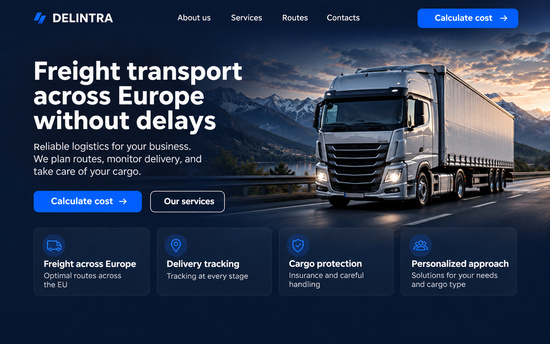 DELINTRA
About us
Services
Routes
Contacts
Calculate cost
Freight transport
across Europe
without delays
Reliable logistics for your business.
We plan routes, monitor delivery, and
take care of your cargo.
Calculate cost
Our services
Freight across Europe
Optimal routes across
the EU
Delivery tracking
Tracking at every stage
Cargo protection
Insurance and careful
handling
Personalized approach
Solutions for your needs
and cargo type